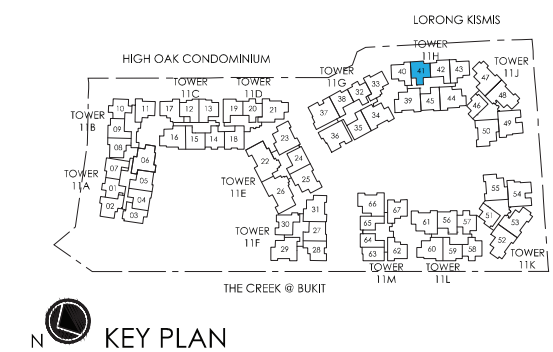 LORONG KISMIS
HIGH OAK CONDOMINIUM
TOWER
11H
40 41 42 43
TOWER
11J
47
48
46
49
50
39 45 44
TOWER
11G
33
32
38
37
34
35
36
TOWER
11C
TOWER
11D
17 12 13 19 20 21
16 15 14 18
TOWER
11B
10 11
09
08
TOWER
11A
06
07
05
01
04
02
03
23
22
24
25
TOWER
11E
26
TOWER
11F
31
30
27
29 28
66
67
65
64
63 62
TOWER
11M
61 56 57
60 59 58
TOWER
11L
55 54
51
53
52
TOWER
11K
THE CREEK @ BUKIT
N
KEY PLAN